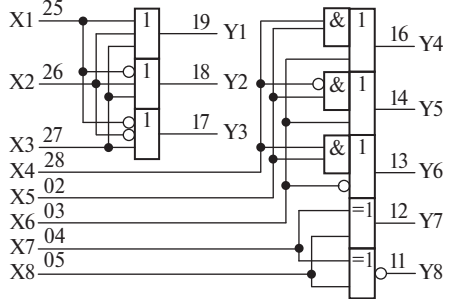 X1 25 1 19 Y1 & 1 16 Y4
X2 26 1 18 Y2 & 1 14 Y5
X3 27 1 17 Y3 & 1 13 Y6
X4 28
X5 02
X6 03
X7 04 =1 12 Y7
X8 05 =1 11 Y8